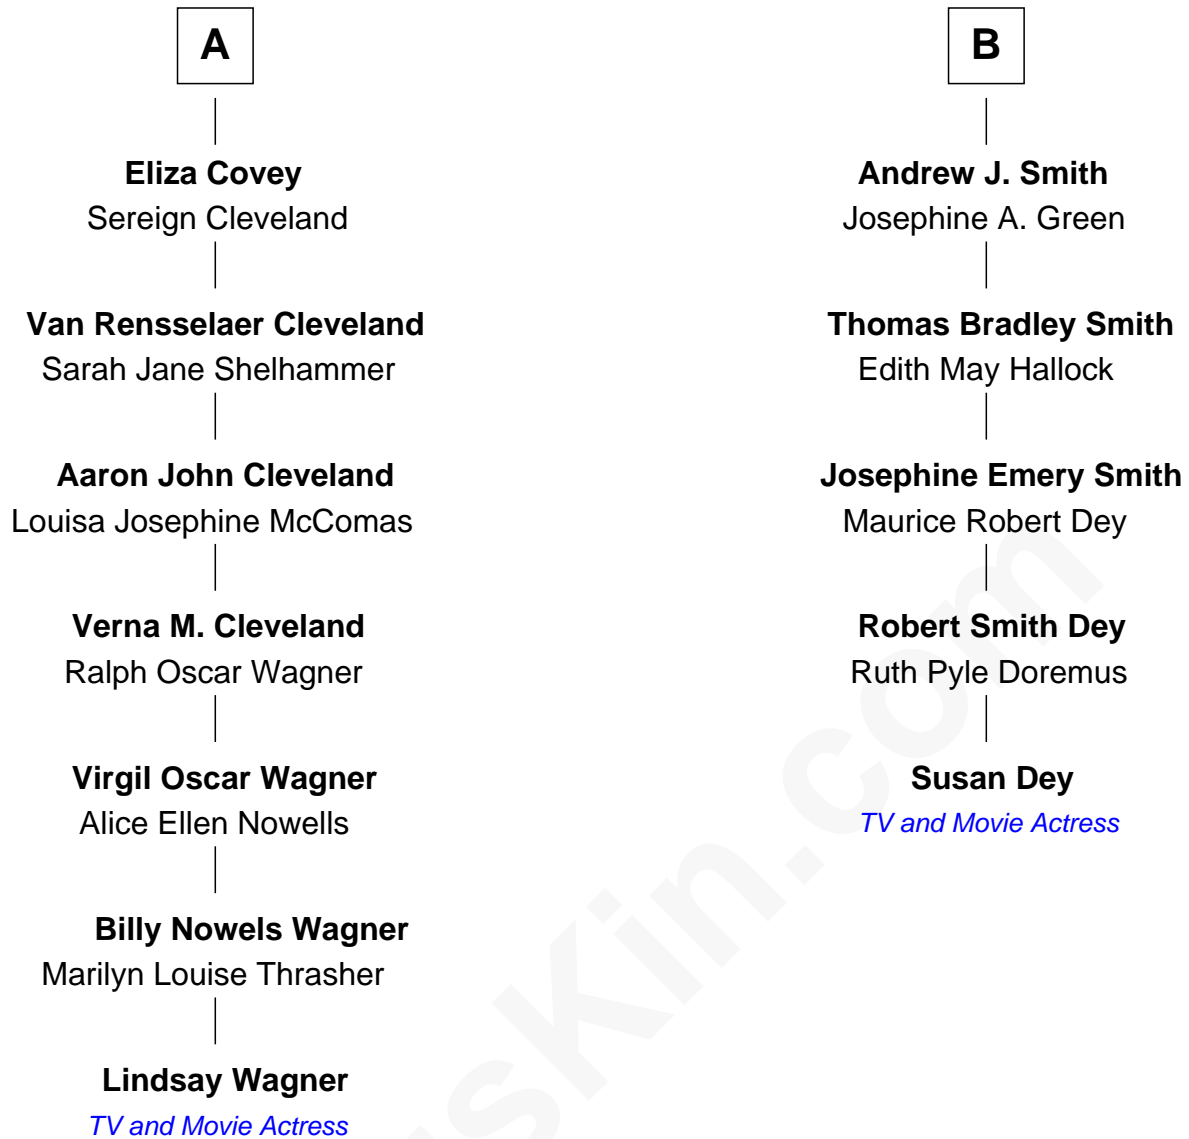 A
Eliza Covey
Sereign Cleveland
Van Rensselaer Cleveland
Sarah Jane Shelhammer
Aaron John Cleveland
Louisa Josephine McComas
Verna M. Cleveland
Ralph Oscar Wagner
Virgil Oscar Wagner
Alice Ellen Nowells
Billy Nowels Wagner
Marilyn Louise Thrasher
Lindsay Wagner
TV and Movie Actress
B
Andrew J. Smith
Josephine A. Green
Thomas Bradley Smith
Edith May Hallock
Josephine Emery Smith
Maurice Robert Dey
Robert Smith Dey
Ruth Pyle Doremus
Susan Dey
TV and Movie Actress